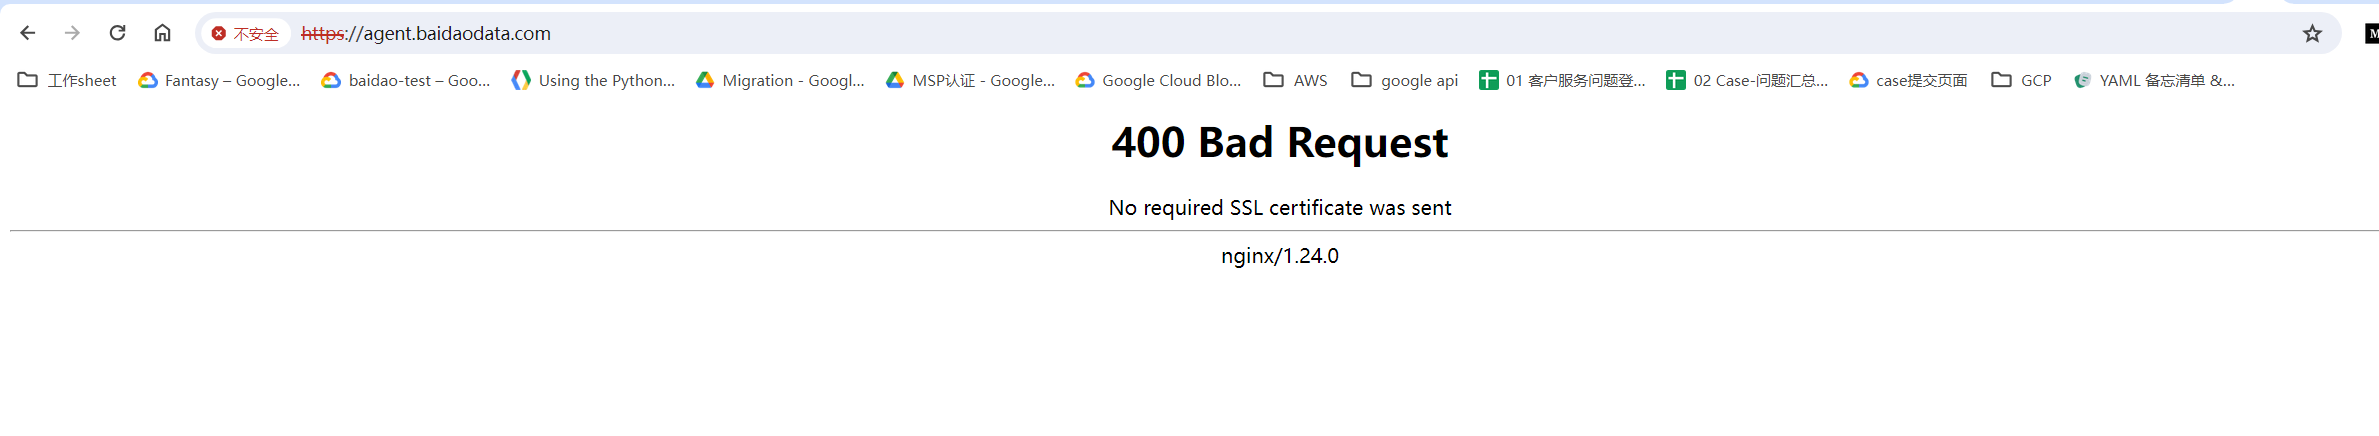 不安全 https://agent.baidaodata.com
工作sheet Fantasy – Google... baidao-test – Goo... Using the Python... Migration - Googl... MSP认证 - Google... Google Cloud Blo... AWS google api 01 客户服务问题登... 02 Case-问题汇总... case提交页面 GCP YAML 备忘清单 &...
400 Bad Request
No required SSL certificate was sent
nginx/1.24.0